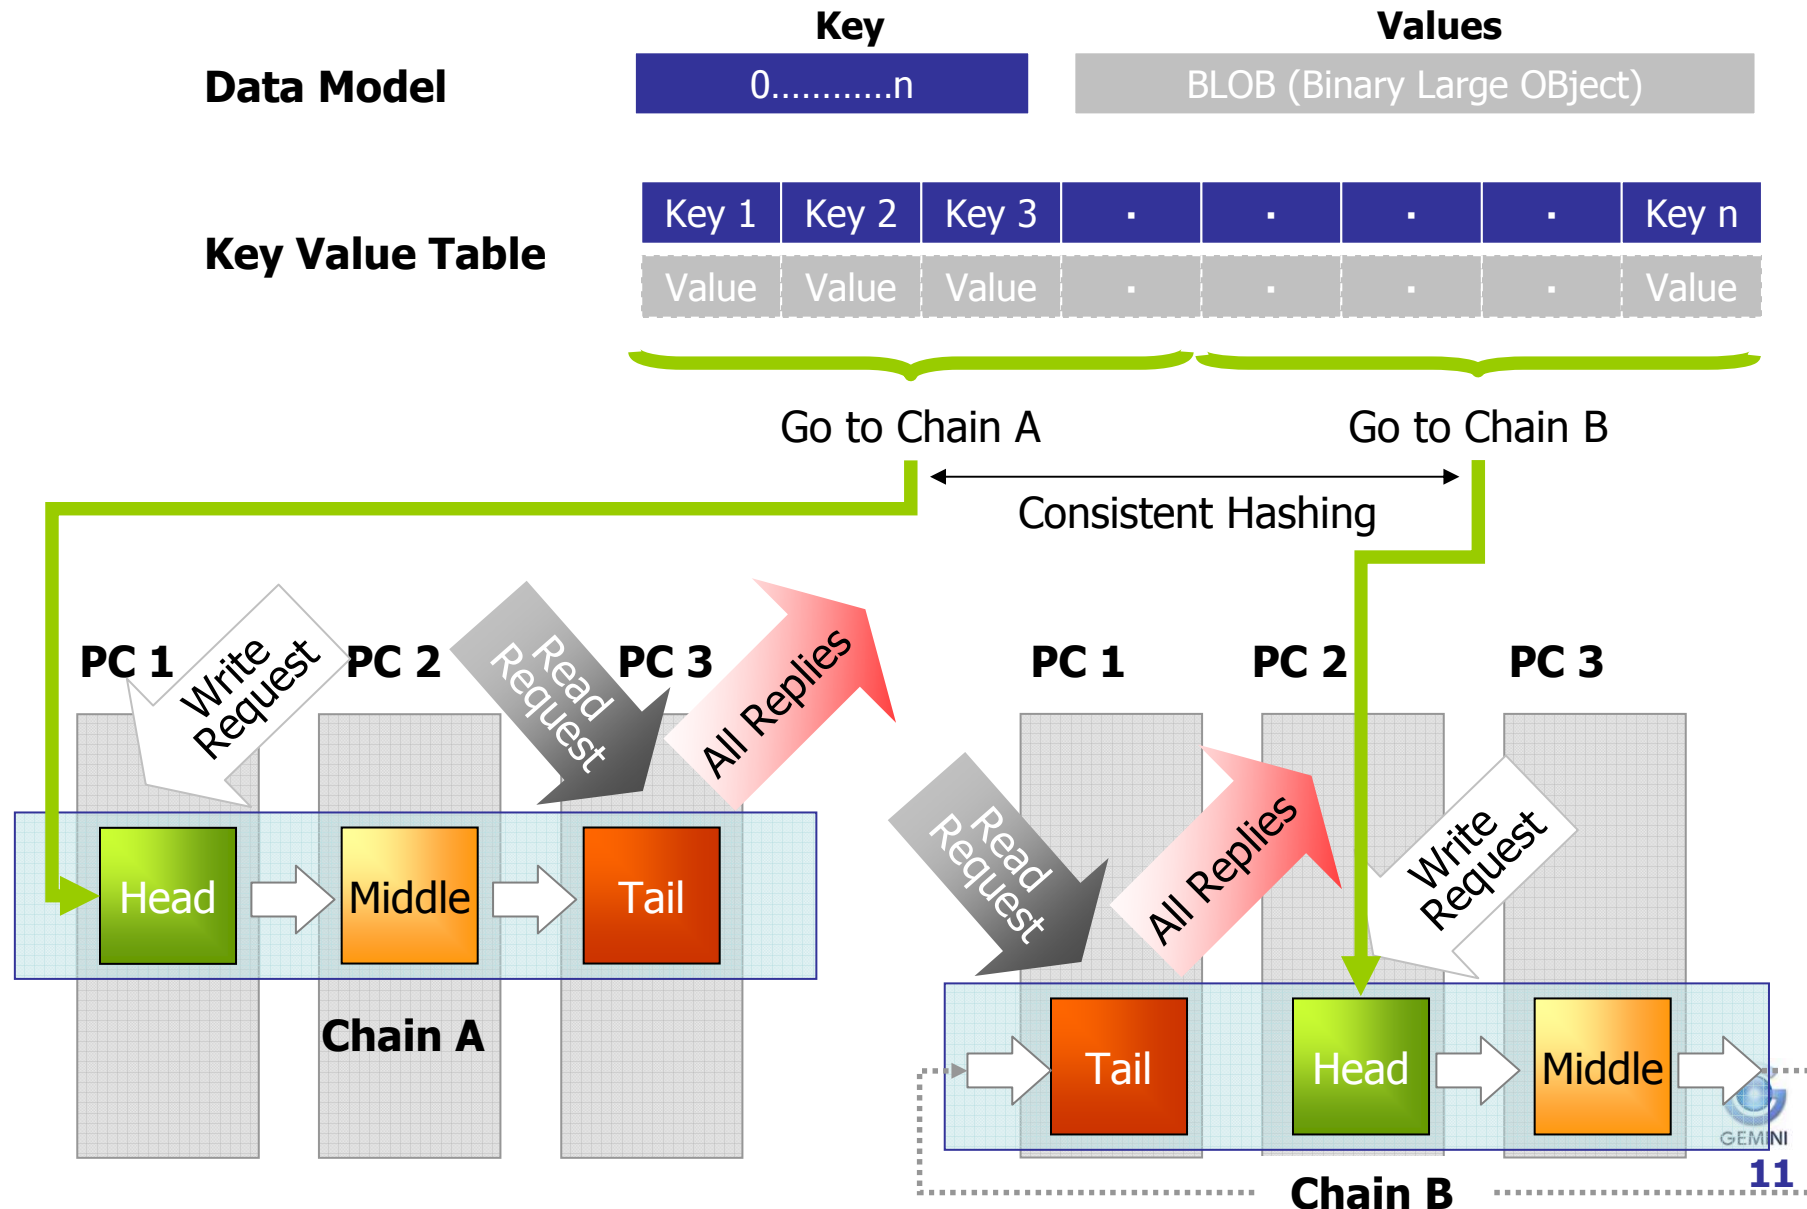 Key
Values
Data Model
0............n
BLOB (Binary Large OBject)
Key Value Table
Key 1 Key 2 Key 3 . . . . Key n
Value Value Value . . . . Value
Go to Chain A
Go to Chain B
Consistent Hashing
PC 1
PC 2
PC 3
Write
Request
Read
Request
All Replies
Head
Middle
Tail
Chain A
PC 1
PC 2
PC 3
Read
Request
All Replies
Write
Request
Tail
Head
Middle
Chain B
GEMINI
11